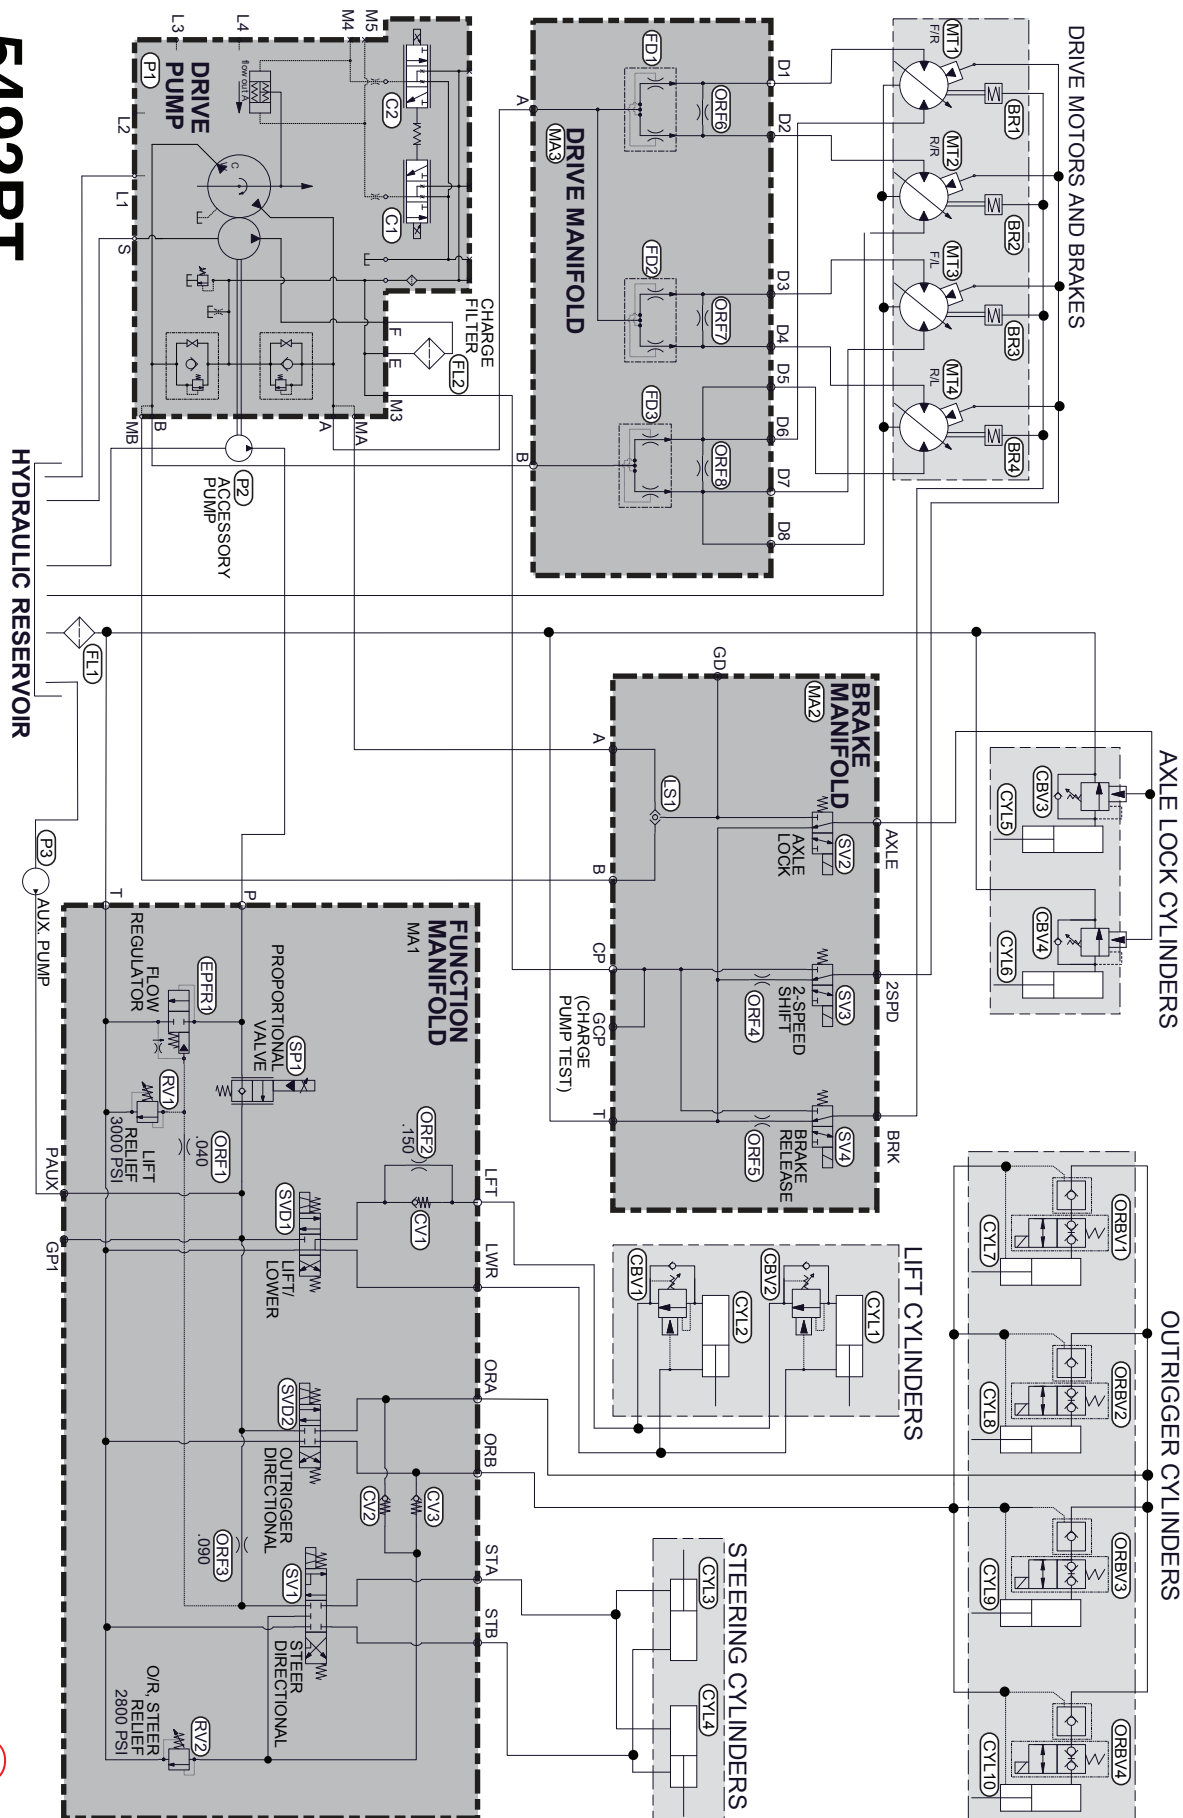 DRIVE MOTORS AND BRAKES
BR1
MT1
F/R
BR2
MT2
R/R
BR3
MT3
F/L
BR4
MT4
R/L
D1
D2
D3
D4
D5
D6
D7
D8
ORF6
FD1
ORF7
FD2
ORF8
FD3
DRIVE MANIFOLD
MA3
A
B
CHARGE
FILTER
FL2
M5
M4
C2
C1
F
E
M3
L4
L3
flow out A
DRIVE
PUMP
P1
C
L2
L1
S
MA
A
B
MB
P2
ACCESSORY
PUMP
HYDRAULIC RESERVOIR
FL1
AXLE LOCK CYLINDERS
CBV3
CYL5
CBV4
CYL6
AXLE
2SPD
BRK
BRAKE
MANIFOLD
MA2
GD
SV2
AXLE
LOCK
SV3
2-SPEED
SHIFT
ORF4
SV4
BRAKE
RELEASE
ORF5
LS1
A
B
CP
GCP
(CHARGE
PUMP TEST)
T
OUTRIGGER CYLINDERS
ORBV1
CYL7
ORBV2
CYL8
ORBV3
CYL9
ORBV4
CYL10
LIFT CYLINDERS
CYL1
CBV2
CYL2
CBV1
STEERING CYLINDERS
CYL3
CYL4
LFT
LWR
ORA
ORB
STA
STB
FUNCTION
MANIFOLD
MA1
ORF2
.150
CV1
CV3
CV2
SP1
PROPORTIONAL
VALVE
SVD1
LIFT/
LOWER
SVD2
OUTRIGGER
DIRECTIONAL
SV1
STEER
DIRECTIONAL
P
EPFR1
FLOW
REGULATOR
ORF1
.040
RV1
LIFT
RELIEF
3000 PSI
ORF3
.090
RV2
O/R, STEER
RELIEF
2800 PSI
T
PAUX
GP1
P3
AUX. PUMP